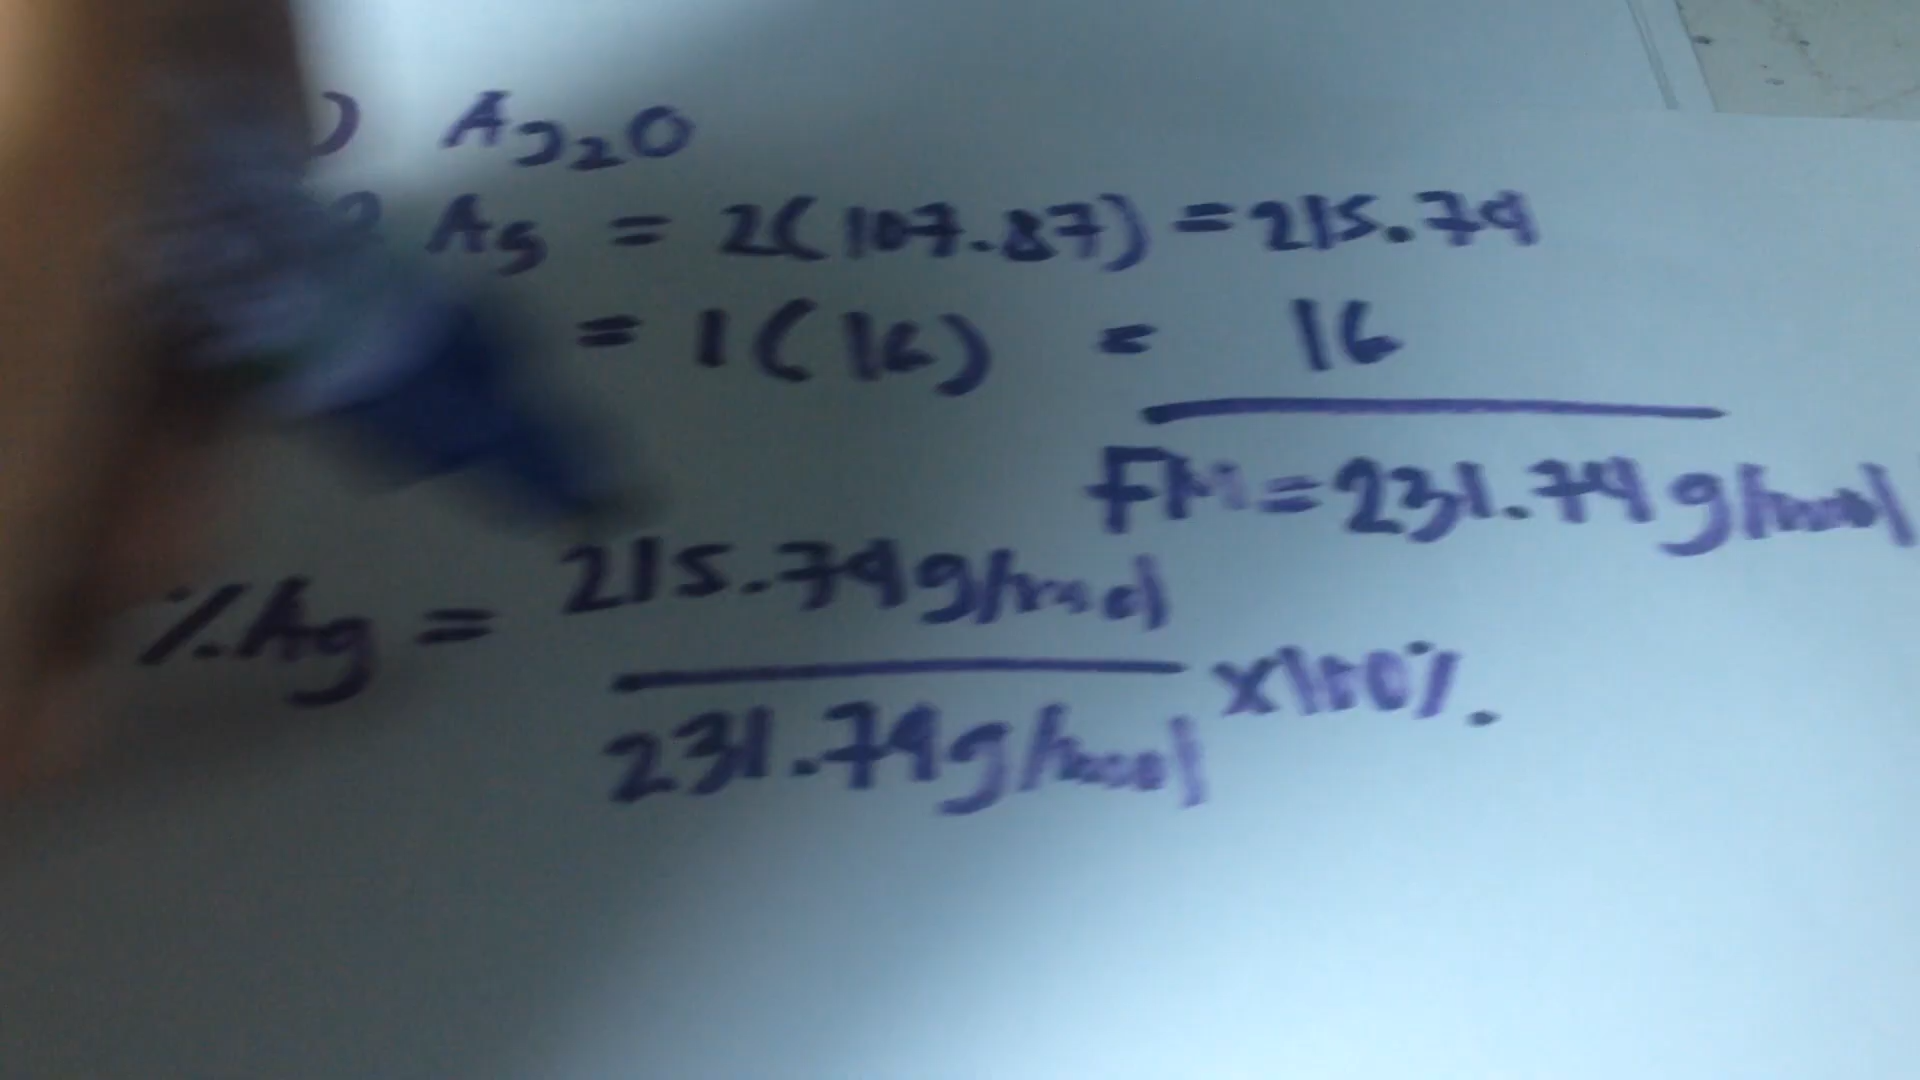 ) Ag₂O
2 Ag = 2(107.87) = 215.74
= 1(16) = 16
FM = 231.74 g/mol
%Ag = 215.74 g/mol
x100%.
231.74 g/mol